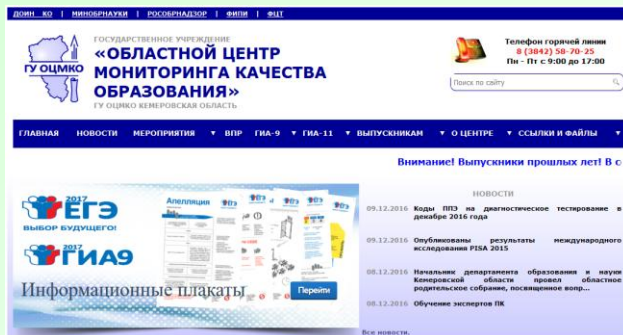 ДОИН КО | МИНОБРНАУКИ | РОСОБРНАДЗОР | ФИПИ | ФЦТ
ГОСУДАРСТВЕННОЕ УЧРЕЖДЕНИЕ
«ОБЛАСТНОЙ ЦЕНТР
МОНИТОРИНГА КАЧЕСТВА
ОБРАЗОВАНИЯ»
ГУ ОЦМКО КЕМЕРОВСКАЯ ОБЛАСТЬ
ГУ ОЦМКО
Телефон горячей линии
8 (3842) 58-70-25
Пн - Пт с 9:00 до 17:00
Поиск по сайту
ГЛАВНАЯ НОВОСТИ МЕРОПРИЯТИЯ ▼ ВПР ГИА-9 ▼ ГИА-11 ▼ ВЫПУСКНИКАМ ▼ О ЦЕНТРЕ ▼ ССЫЛКИ И ФАЙЛЫ ▼
Внимание! Выпускники прошлых лет! В с
2017
ЕГЭ
ВЫБОР БУДУЩЕГО!
2017
ГИА9
Апелляция
Информационные плакаты
Перейти
НОВОСТИ
09.12.2016 Коды ППЭ на диагностическое тестирование в
декабре 2016 года
09.12.2016 Опубликованы результаты международного
исследования PISA 2015
08.12.2016 Начальник департамента образования и науки
Кемеровской области провел областное
родительское собрание, посвященное вопр...
08.12.2016 Обучение экспертов ПК
Все новости.